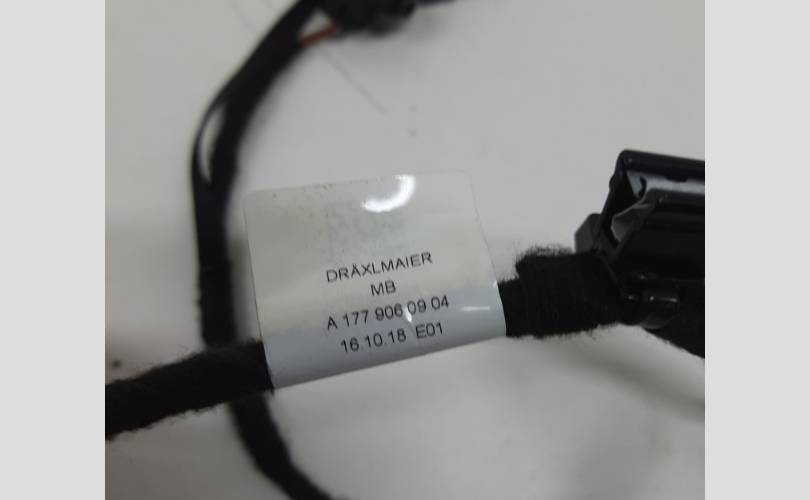 DRÄXLMAIER
MB
A 177 906 09 04
16.10.18 E01